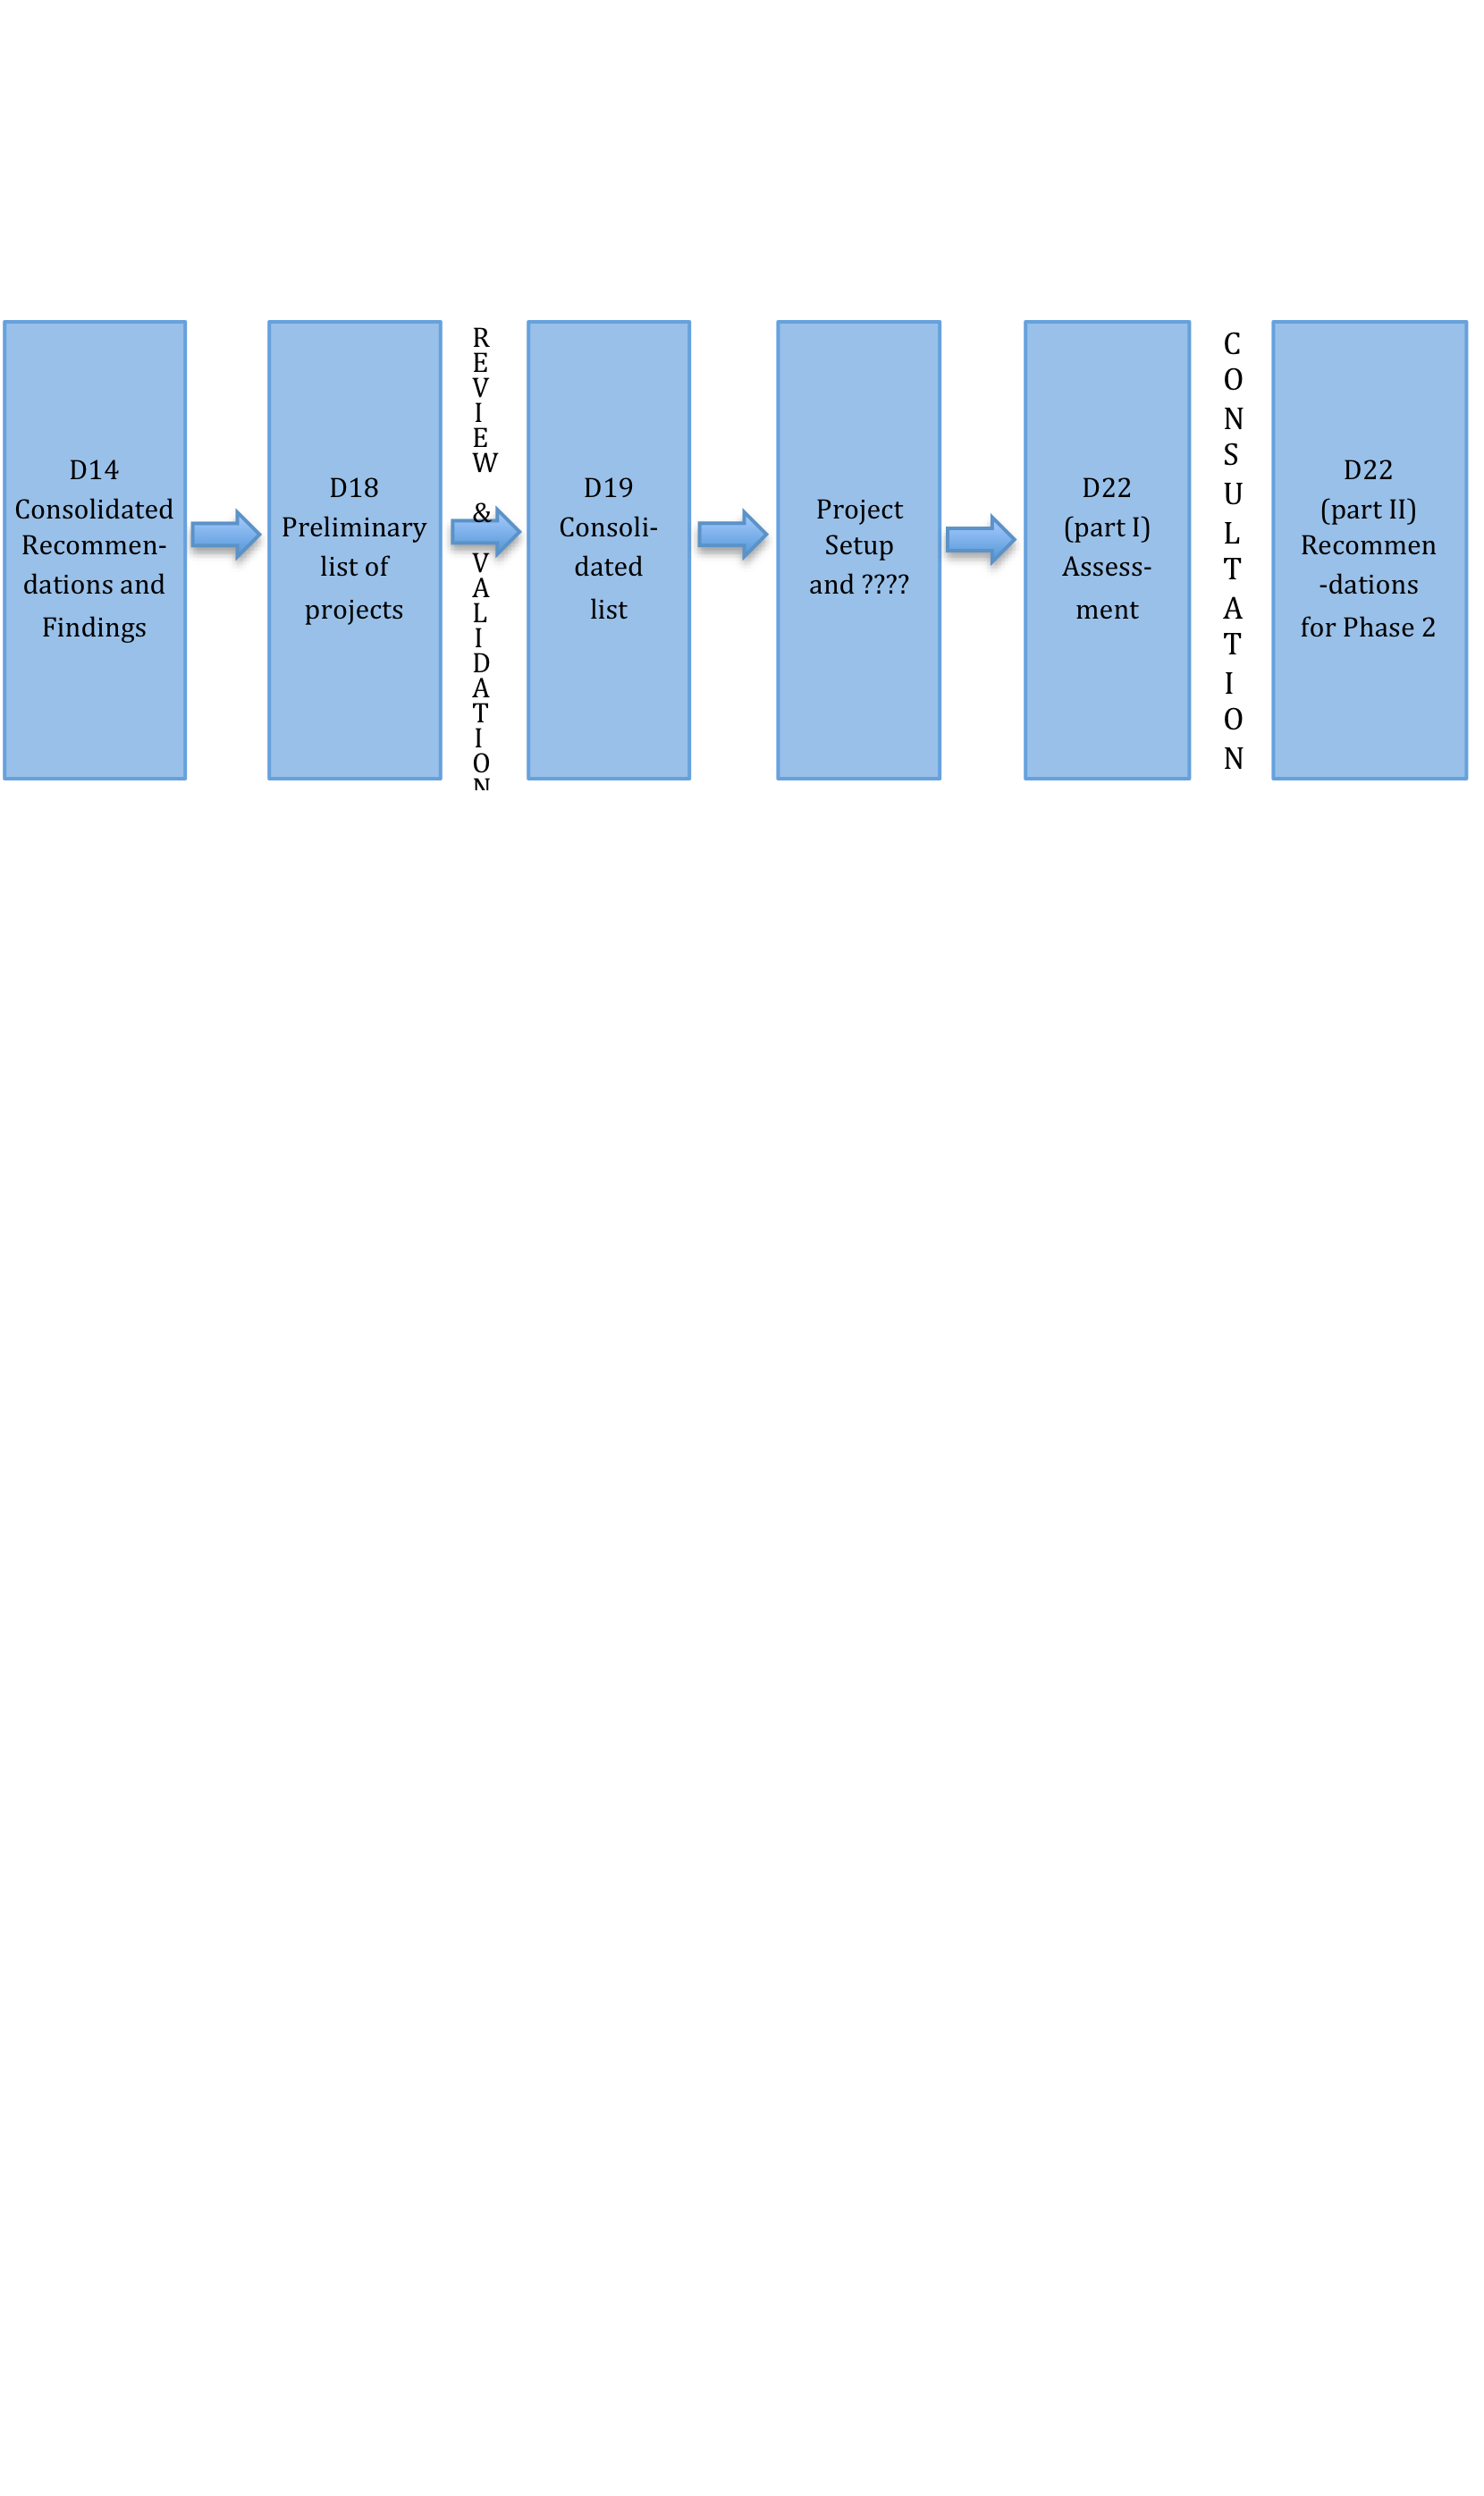 D14
Consolidated
Recommen-
dations and
Findings
D18
Preliminary
list of
projects
R
E
V
I
E
W
&
V
A
L
I
D
A
T
I
O
N
D19
Consoli-
dated
list
Project
Setup
and ????
D22
(part I)
Assess-
ment
C
O
N
S
U
L
T
A
T
I
O
N
D22
(part II)
Recommen
-dations
for Phase 2